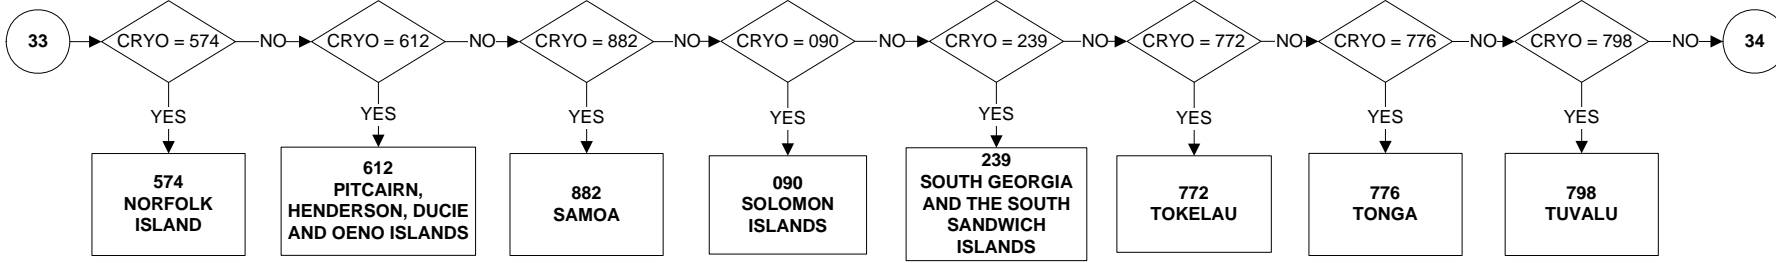 33
CRYO = 574
NO
CRYO = 612
NO
CRYO = 882
NO
CRYO = 090
NO
CRYO = 239
NO
CRYO = 772
NO
CRYO = 776
NO
CRYO = 798
NO
34
YES
YES
YES
YES
YES
YES
YES
YES
574
NORFOLK
ISLAND
612
PITCAIRN,
HENDERSON, DUCIE
AND OENO ISLANDS
882
SAMOA
090
SOLOMON
ISLANDS
239
SOUTH GEORGIA
AND THE SOUTH
SANDWICH
ISLANDS
772
TOKELAU
776
TONGA
798
TUVALU